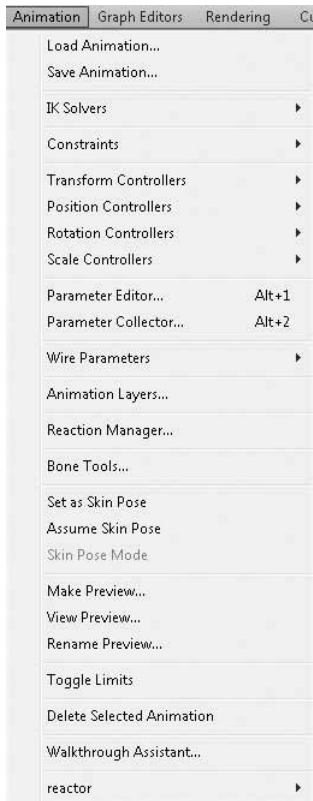 Animation Graph Editors Rendering
Load Animation...
Save Animation...
IK Solvers
Constraints
Transform Controllers
Position Controllers
Rotation Controllers
Scale Controllers
Parameter Editor... Alt+1
Parameter Collector... Alt+2
Wire Parameters
Animation Layers...
Reaction Manager...
Bone Tools...
Set as Skin Pose
Assume Skin Pose
Skin Pose Mode
Make Preview...
View Preview...
Rename Preview...
Toggle Limits
Delete Selected Animation
Walkthrough Assistant...
reactor